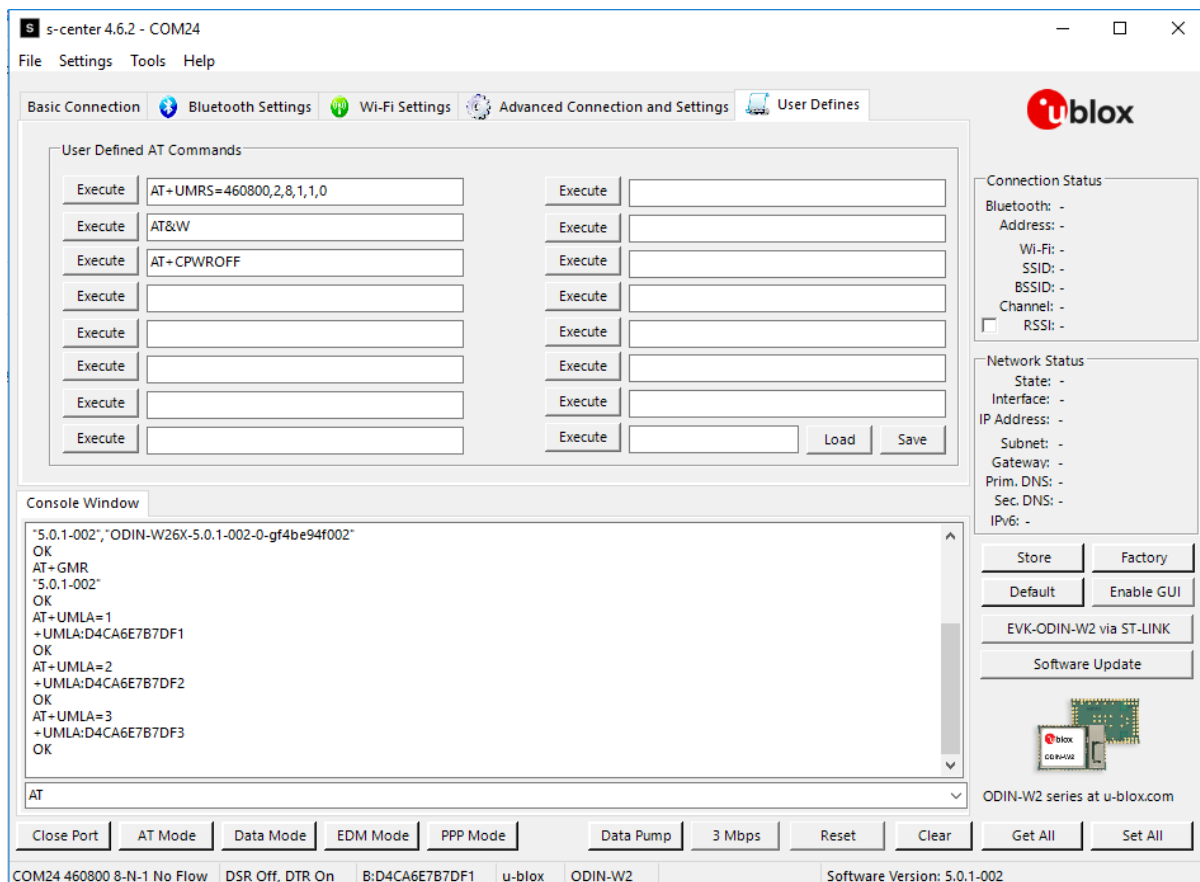 s-center 4.6.2 - COM24
File Settings Tools Help
Basic Connection Bluetooth Settings Wi-Fi Settings Advanced Connection and Settings User Defines
ublox
User Defined AT Commands
Execute AT+UMRS=460800,2,8,1,1,0 Execute
Execute AT&W Execute
Execute AT+CPWROFF Execute
Execute Execute
Execute Execute
Execute Execute
Execute Execute
Execute Execute Load Save
Connection Status
Bluetooth: -
Address: -
Wi-Fi: -
SSID: -
BSSID: -
Channel: -
RSSI: -
Network Status
State: -
Interface: -
IP Address: -
Subnet: -
Gateway: -
Prim. DNS: -
Sec. DNS: -
IPv6: -
Console Window
"5.0.1-002","ODIN-W26X-5.0.1-002-0-gf4be94f002"
OK
AT+GMR
"5.0.1-002"
OK
AT+UMLA=1
+UMLA:D4CA6E7B7DF1
OK
AT+UMLA=2
+UMLA:D4CA6E7B7DF2
OK
AT+UMLA=3
+UMLA:D4CA6E7B7DF3
OK
AT
Store Factory
Default Enable GUI
EVK-ODIN-W2 via ST-LINK
Software Update
ublox
ODIN-W2
ODIN-W2 series at u-blox.com
Close Port AT Mode Data Mode EDM Mode PPP Mode Data Pump 3 Mbps Reset Clear Get All Set All
COM24 460800 8-N-1 No Flow DSR Off, DTR On B:D4CA6E7B7DF1 u-blox ODIN-W2 Software Version: 5.0.1-002